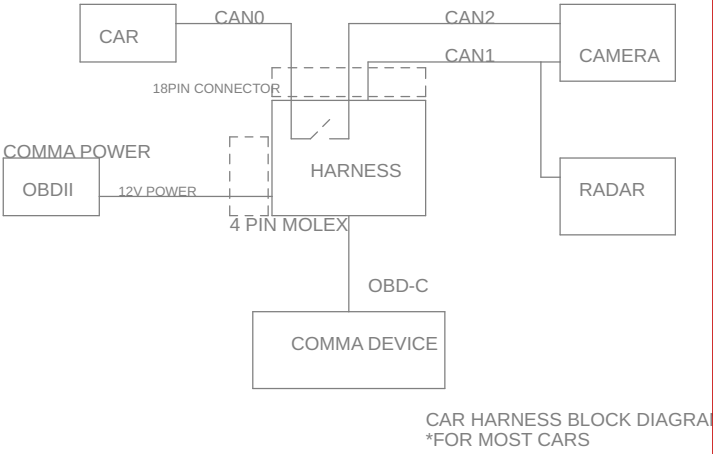 CAN0
CAN2
CAR
CAN1
CAMERA
18PIN CONNECTOR
COMMA POWER
HARNESS
OBDII
12V POWER
RADAR
4 PIN MOLEX
OBD-C
COMMA DEVICE
CAR HARNESS BLOCK
*FOR MOST CARS